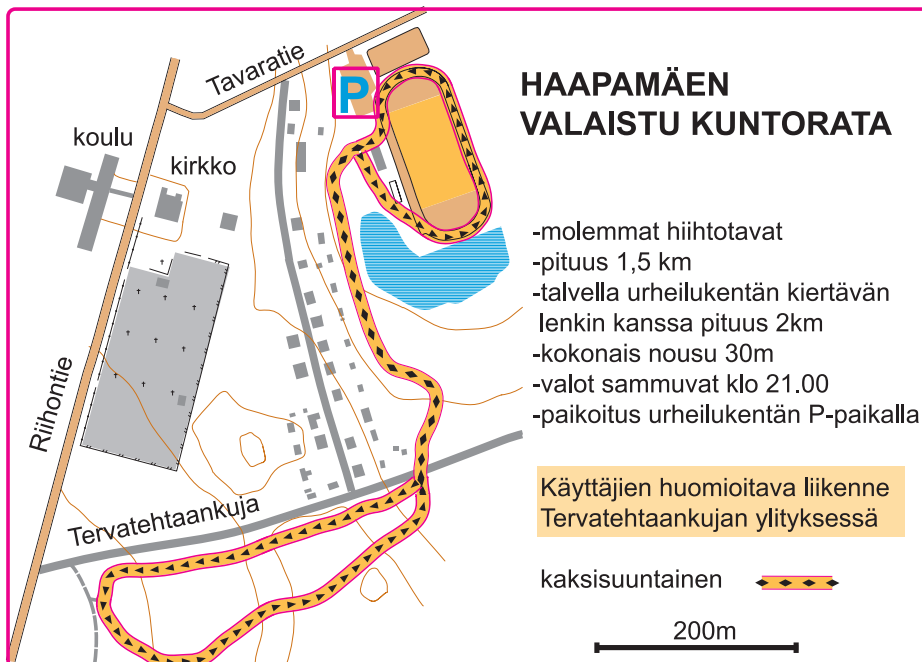 HAAPAMÄEN
VALAISTU KUNTORATA
Tavaratie
P
koulu
kirkko
Riihontie
Tervatehtaankuja
-molemmat hiihtotavat
-pituus 1,5 km
-talvella urheilukentän kiertävän
lenkin kanssa pituus 2km
-kokonais nousu 30m
-valot sammuvat klo 21.00
-paikoitus urheilukentän P-paikalla
Käyttäjien huomioitava liikenne
Tervatehtaankujan ylityksessä
kaksisuuntainen
200m